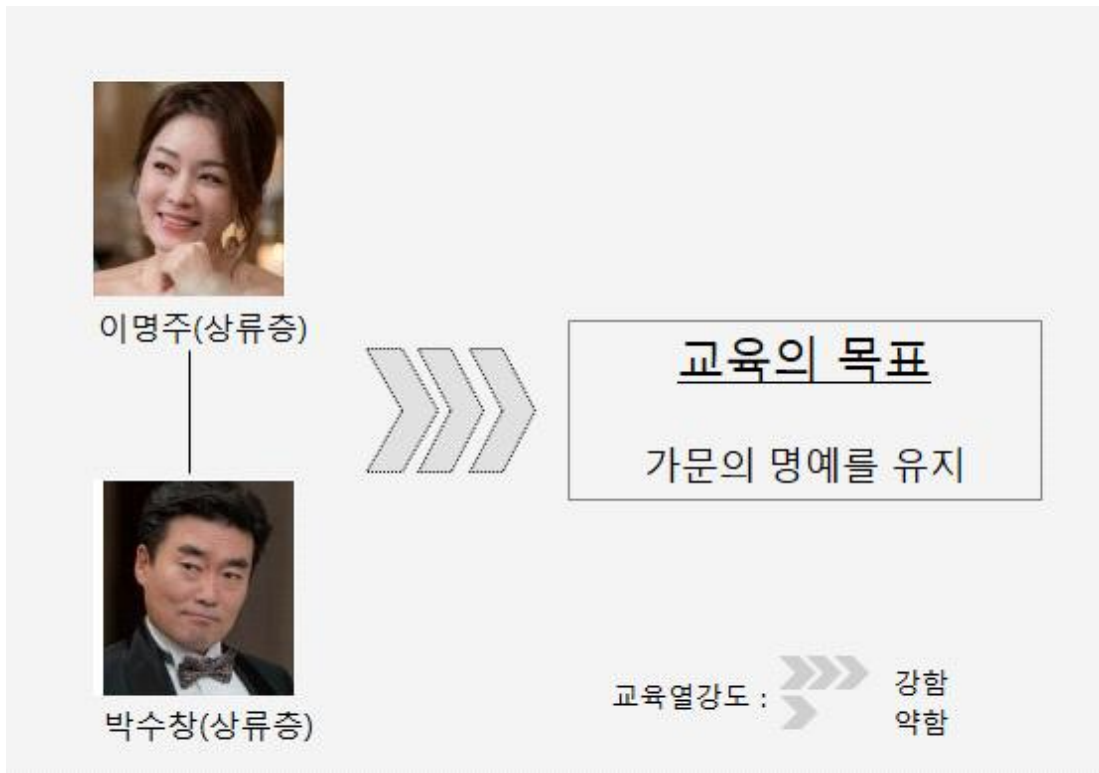 이명주(상류층)
교육의 목표
가문의 명예를 유지
박수창(상류층)
교육열강도 : 강함
약함